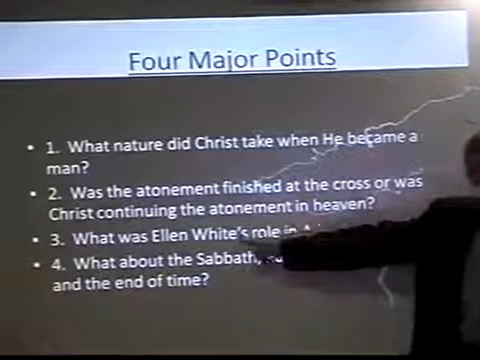 Four Major Points
• 1. What nature did Christ take when He became a
man?
• 2. Was the atonement finished at the cross or was
Christ continuing the atonement in heaven?
• 3. What was Ellen White's role in
• 4. What about the Sabbath,
and the end of time?